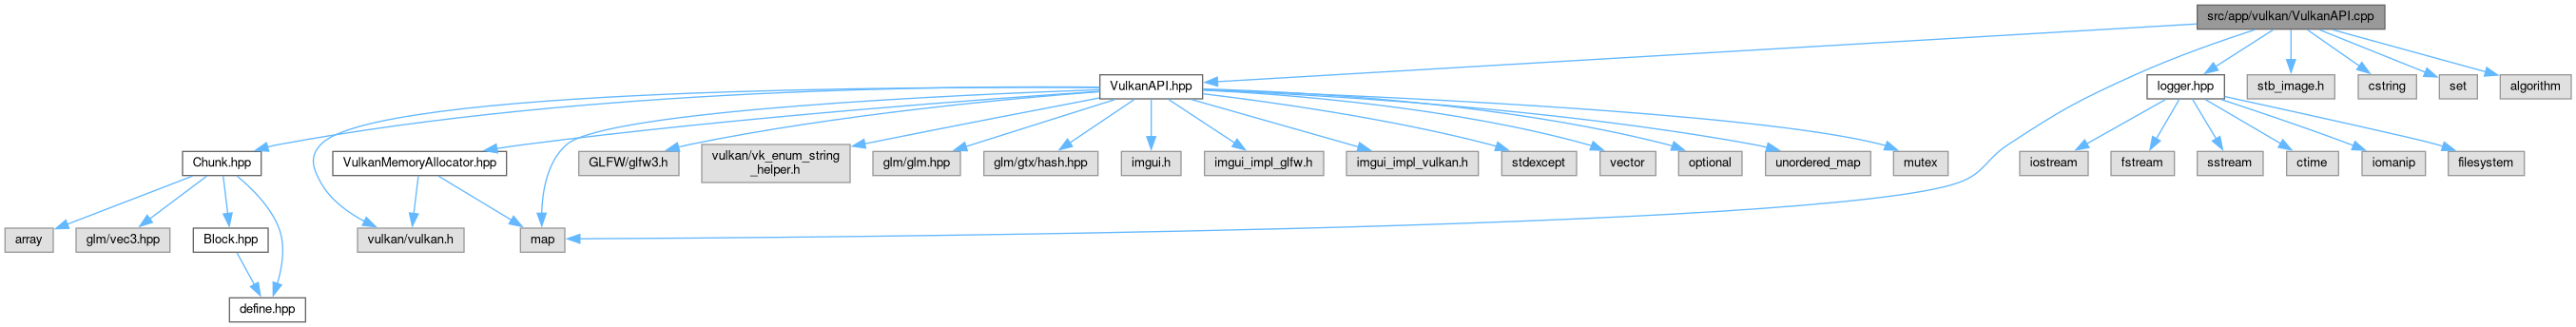 src/app/vulkan/VulkanAPI.cpp
VulkanAPI.hpp
logger.hpp
stb_image.h
cstring
set
algorithm
Chunk.hpp
VulkanMemoryAllocator.hpp
GLFW/glfw3.h
vulkan/vk_enum_string
_helper.h
glm/glm.hpp
glm/gtx/hash.hpp
imgui.h
imgui_impl_glfw.h
imgui_impl_vulkan.h
stdexcept
vector
optional
unordered_map
mutex
iostream
fstream
sstream
ctime
iomanip
filesystem
array
glm/vec3.hpp
Block.hpp
vulkan/vulkan.h
map
define.hpp